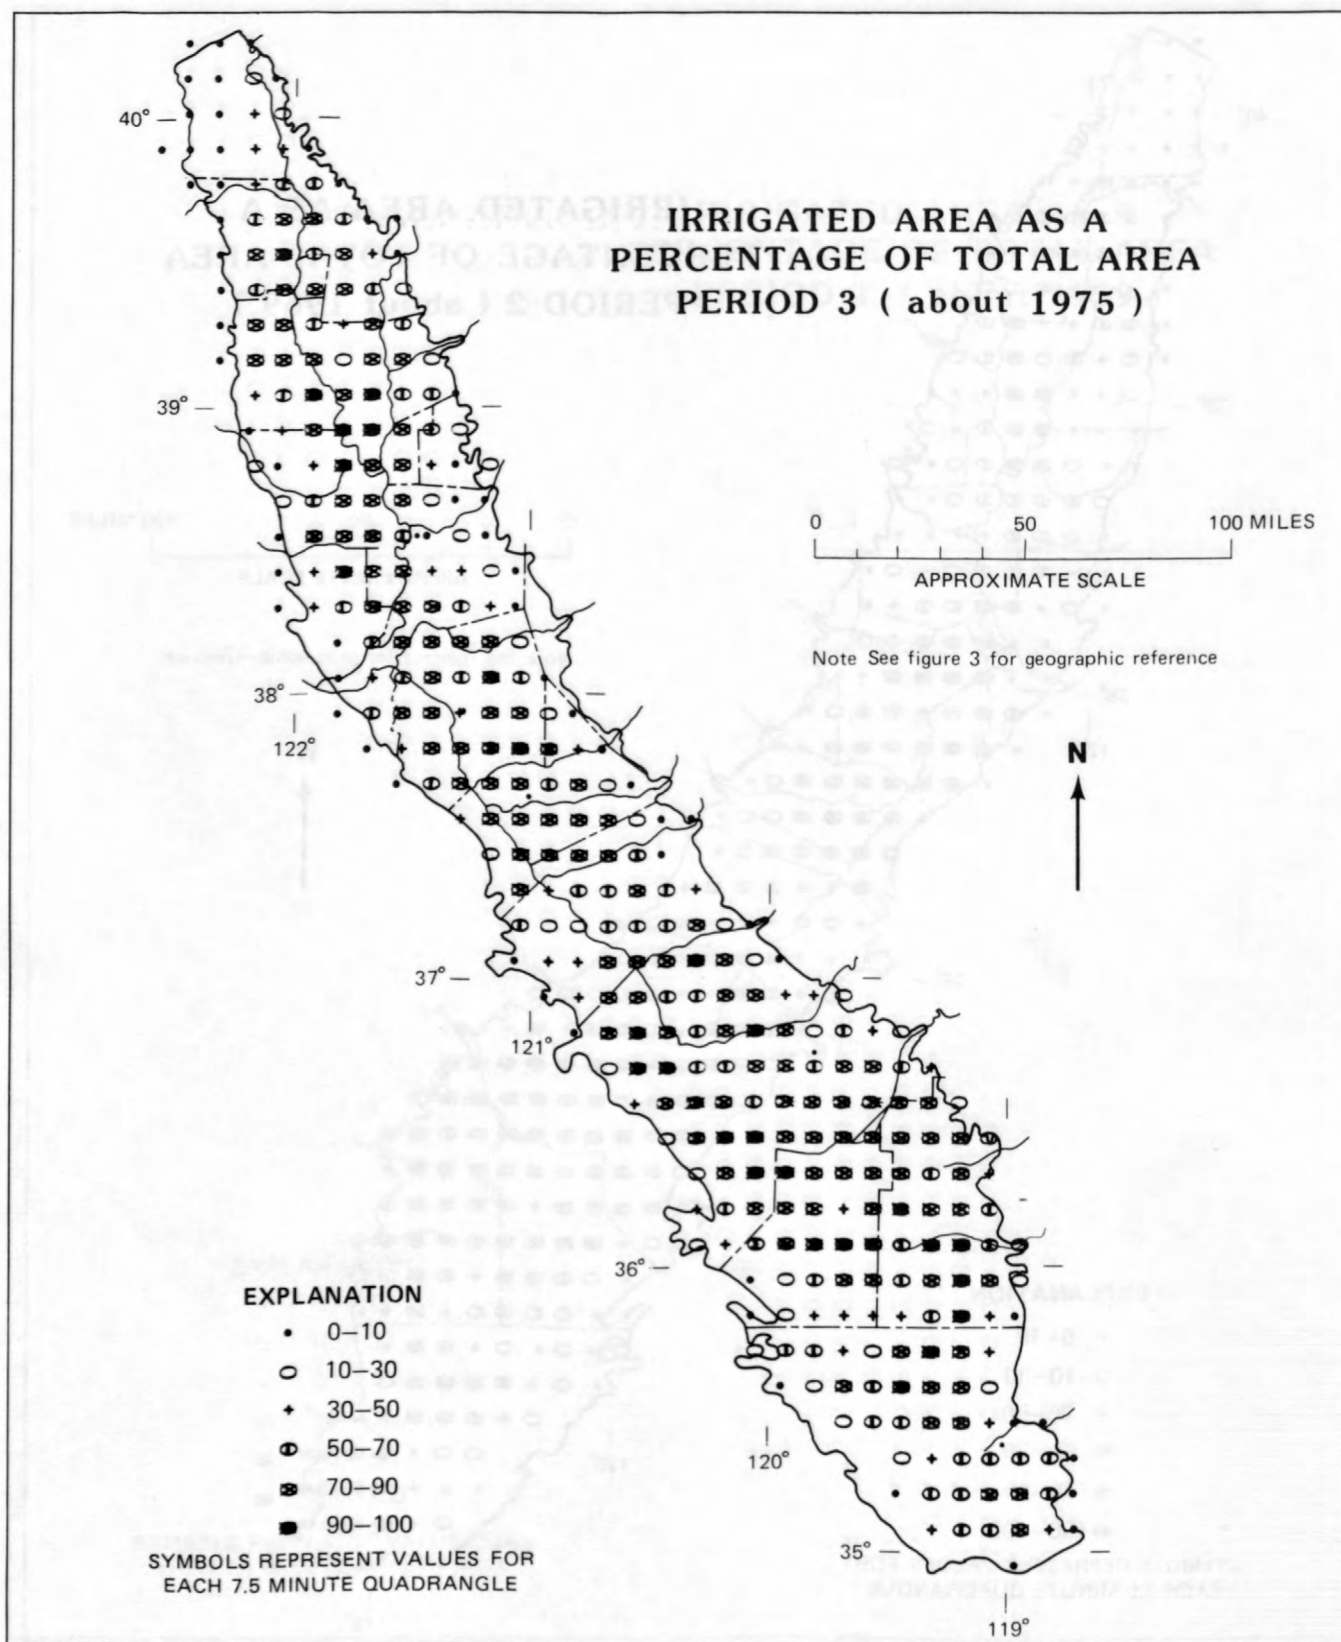 IRRIGATED AREA AS A
PERCENTAGE OF TOTAL AREA
PERIOD 3 ( about 1975 )
40°
39°
0 50 100 MILES
APPROXIMATE SCALE
Note See figure 3 for geographic reference
38°
122°
N
37°
121°
36°
EXPLANATION
0–10
10–30
30–50
50–70
70–90
90–100
SYMBOLS REPRESENT VALUES FOR
EACH 7.5 MINUTE QUADRANGLE
120°
35°
119°